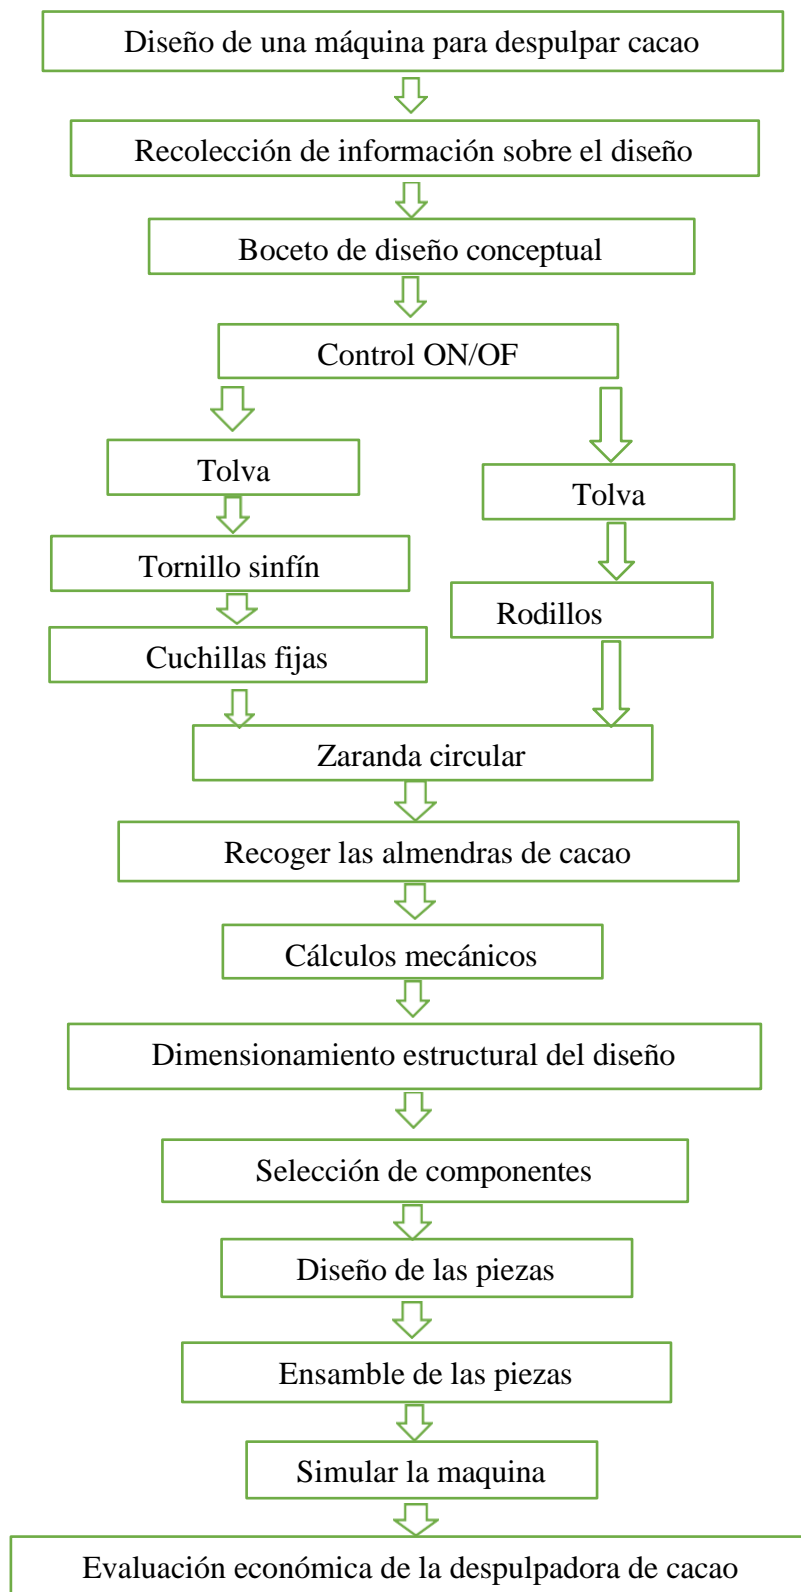 Diseño de una máquina para despulpar cacao
Recolección de información sobre el diseño
Boceto de diseño conceptual
Control ON/OF
Tolva
Tolva
Tornillo sinfín
Rodillos
Cuchillas fijas
Zaranda circular
Recoger las almendras de cacao
Cálculos mecánicos
Dimensionamiento estructural del diseño
Selección de componentes
Diseño de las piezas
Ensamble de las piezas
Simular la maquina
Evaluación económica de la despulpadora de cacao